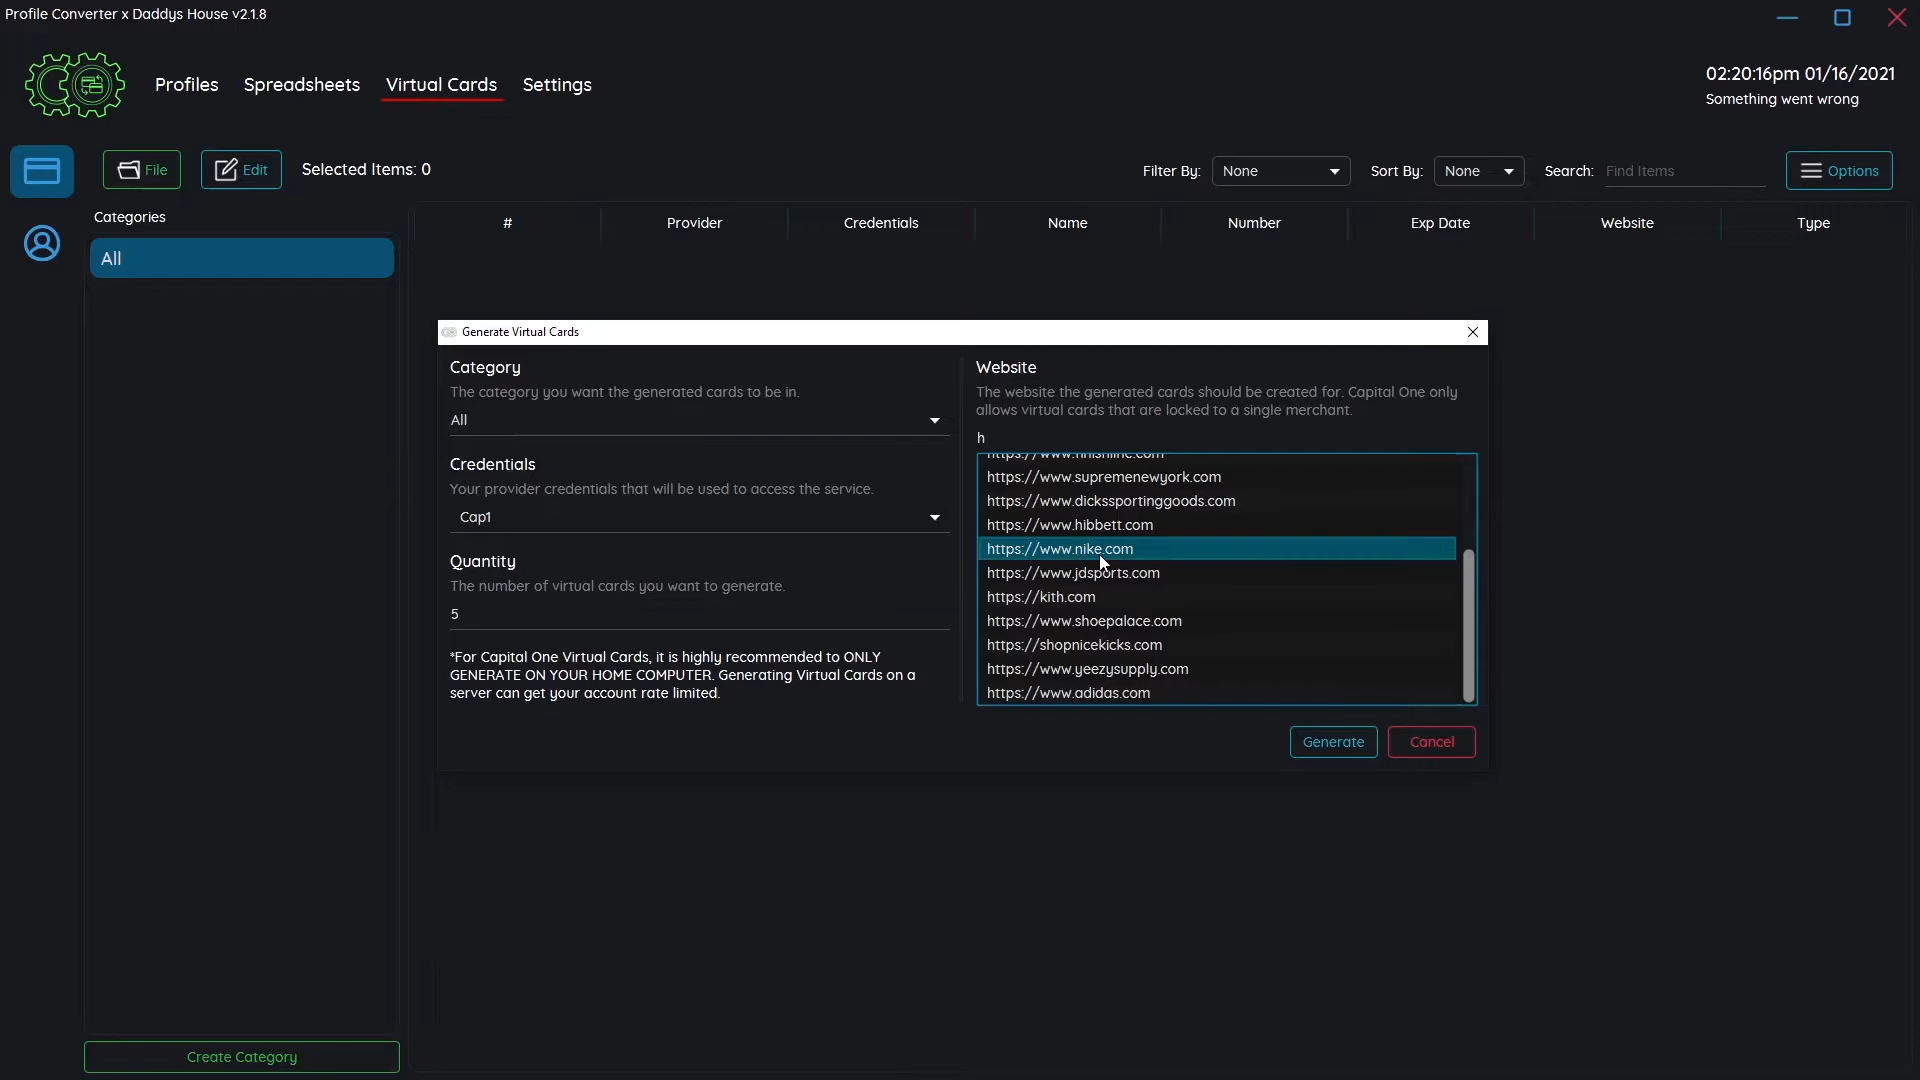 Profile Converter x Daddys House v2.1.8
Profiles
Spreadsheets
Virtual Cards
Settings
02:20:16pm 01/16/2021
Something went wrong
File
Edit
Selected Items: 0
Filter By:
None
Sort By:
None
Search:
Find Items
Options
Categories
All
#
Provider
Credentials
Name
Number
Exp Date
Website
Type
Generate Virtual Cards
Category
The category you want the generated cards to be in.
All
Credentials
Your provider credentials that will be used to access the service.
Cap1
Quantity
The number of virtual cards you want to generate.
5
*For Capital One Virtual Cards, it is highly recommended to ONLY
GENERATE ON YOUR HOME COMPUTER. Generating Virtual Cards on a
server can get your account rate limited.
Website
The website the generated cards should be created for. Capital One only
allows virtual cards that are locked to a single merchant.
h
https://www.finishline.com
https://www.supremenewyork.com
https://www.dickssportinggoods.com
https://www.hibbett.com
https://www.nike.com
https://www.jdsports.com
https://kith.com
https://www.shoepalace.com
https://shopnicekicks.com
https://www.yeezysupply.com
https://www.adidas.com
Generate
Cancel
Create Category